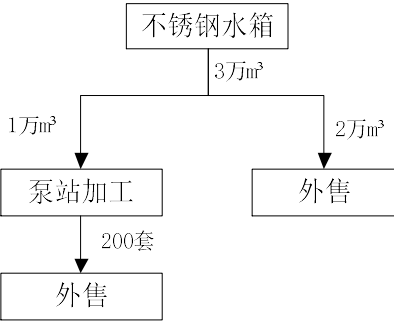 不锈钢水箱
3万m³
1万m³
2万m³
泵站加工
外售
200套
外售